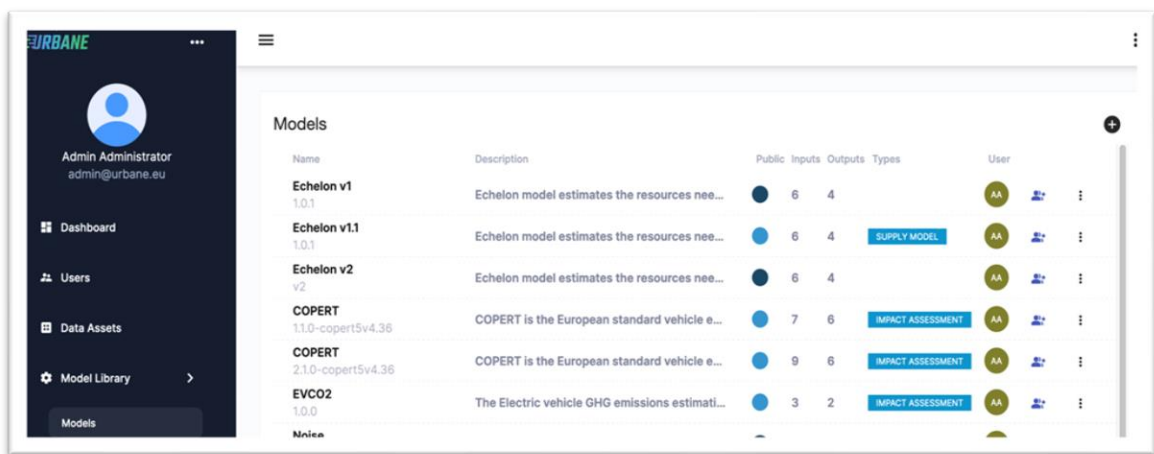 URBANE
Admin Administrator
admin@urbane.eu
Dashboard
Users
Data Assets
Model Library
Models
Models
Name Description Public Inputs Outputs Types User
Echelon v1
1.0.1
Echelon model estimates the resources nee... 6 4 AA
Echelon v1.1
1.0.1
Echelon model estimates the resources nee... 6 4 SUPPLY MODEL AA
Echelon v2
v2
Echelon model estimates the resources nee... 6 4 AA
COPERT
1.1.0-copert5v4.36
COPERT is the European standard vehicle e... 7 6 IMPACT ASSESSMENT AA
COPERT
2.1.0-copert5v4.36
COPERT is the European standard vehicle e... 9 6 IMPACT ASSESSMENT AA
EVCO2
1.0.0
The Electric vehicle GHG emissions estimati... 3 2 IMPACT ASSESSMENT AA
Noise